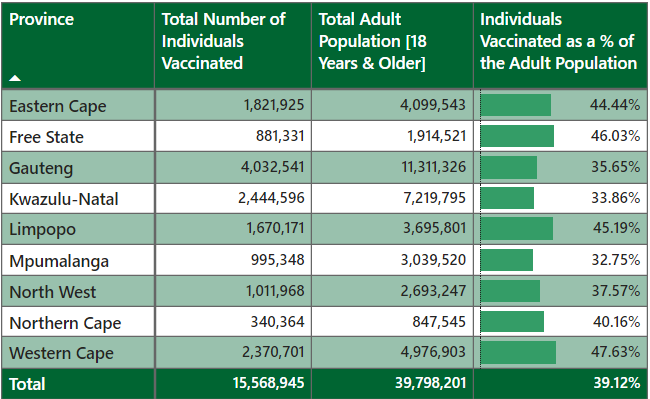 Province Total Number of Individuals Vaccinated Total Adult Population [18 Years & Older] Individuals Vaccinated as a % of the Adult Population
Eastern Cape 1,821,925 4,099,543 44.44%
Free State 881,331 1,914,521 46.03%
Gauteng 4,032,541 11,311,326 35.65%
Kwazulu-Natal 2,444,596 7,219,795 33.86%
Limpopo 1,670,171 3,695,801 45.19%
Mpumalanga 995,348 3,039,520 32.75%
North West 1,011,968 2,693,247 37.57%
Northern Cape 340,364 847,545 40.16%
Western Cape 2,370,701 4,976,903 47.63%
Total 15,568,945 39,798,201 39.12%